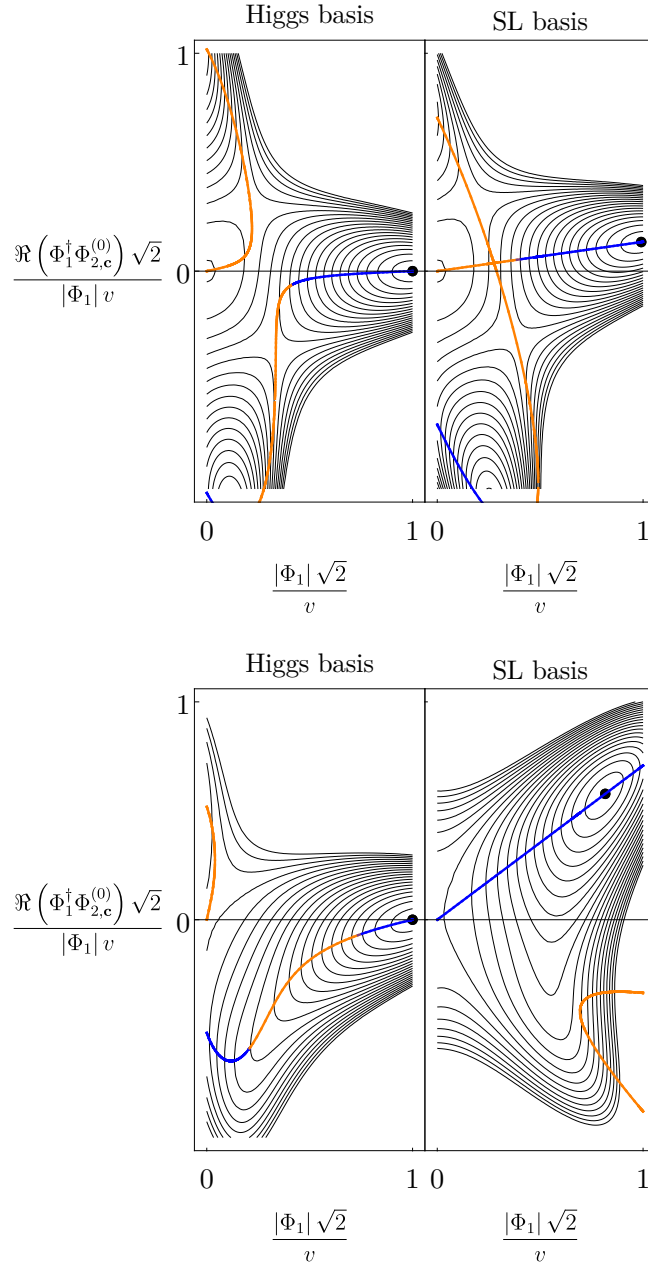 Higgs basis SL basis
1
ℜ (Φ₁† Φ₂,c⁽⁰⁾) √2
|Φ₁| v
0
0 1 0 1
|Φ₁| √2 |Φ₁| √2
v v
Higgs basis SL basis
1
ℜ (Φ₁† Φ₂,c⁽⁰⁾) √2
|Φ₁| v
0
0 1 0 1
|Φ₁| √2 |Φ₁| √2
v v